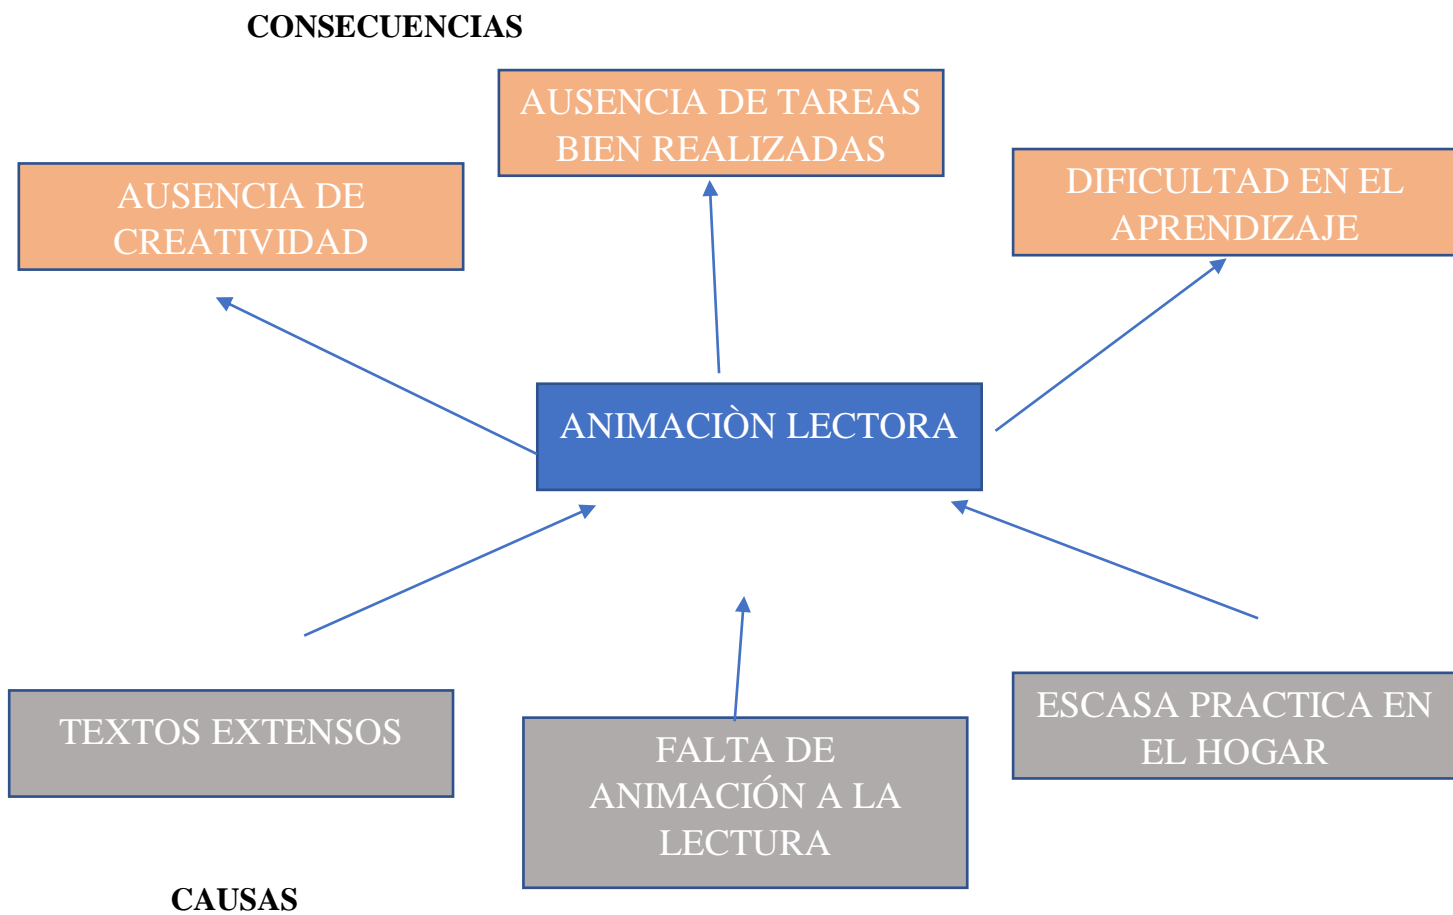 CONSECUENCIAS
AUSENCIA DE TAREAS
BIEN REALIZADAS
AUSENCIA DE
CREATIVIDAD
DIFICULTAD EN EL
APRENDIZAJE
ANIMACIÒN LECTORA
TEXTOS EXTENSOS
FALTA DE
ANIMACIÓN A LA
LECTURA
ESCASA PRACTICA EN
EL HOGAR
CAUSAS